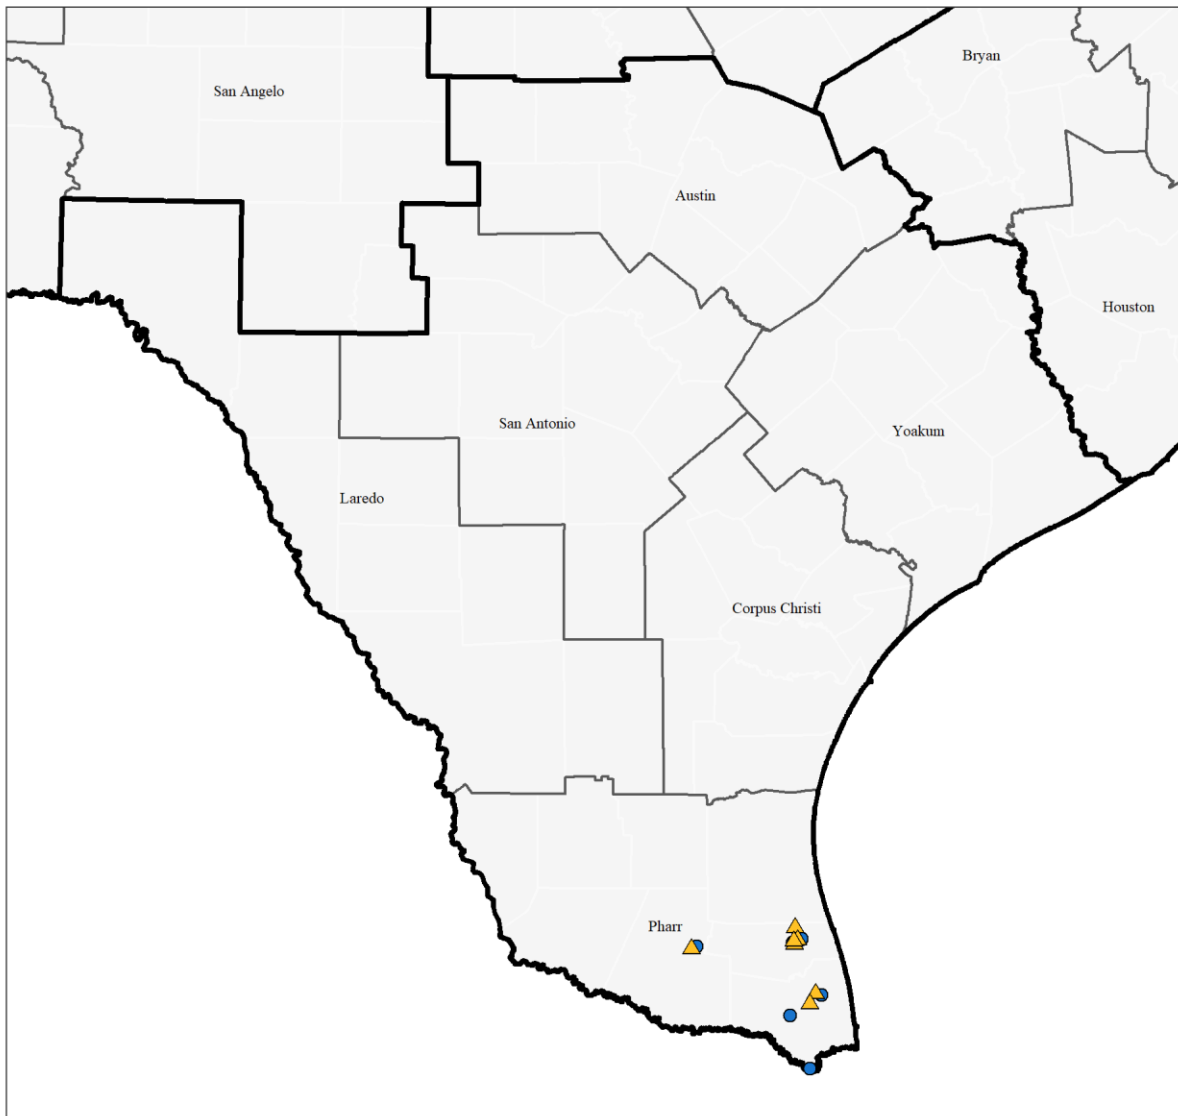 Bryan
San Angelo
Austin
Houston
San Antonio
Yoakum
Laredo
Corpus Christi
Pharr